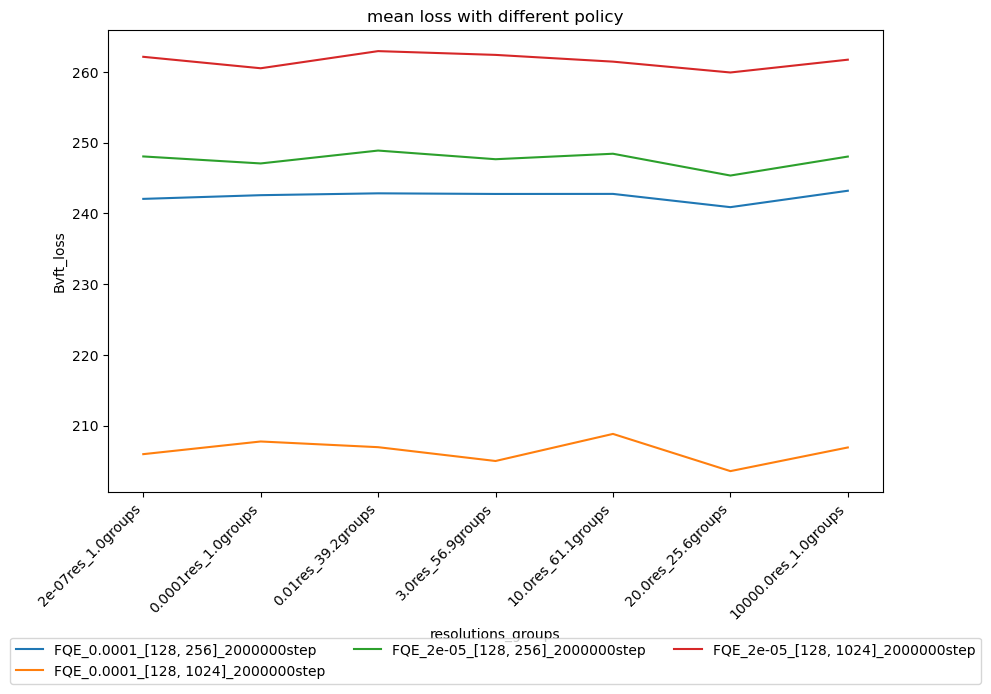 mean loss with different policy
260
250
240
230
220
210
Bvft_loss
2e-07res_1.0groups
0.0001res_1.0groups
0.01res_39.2groups
3.0res_56.9groups
10.0res_61.1groups
20.0res_25.6groups
10000.0res_1.0groups
resolutions_groups
FQE_0.0001_[128, 256]_2000000step
FQE_0.0001_[128, 1024]_2000000step
FQE_2e-05_[128, 256]_2000000step
FQE_2e-05_[128, 1024]_2000000step